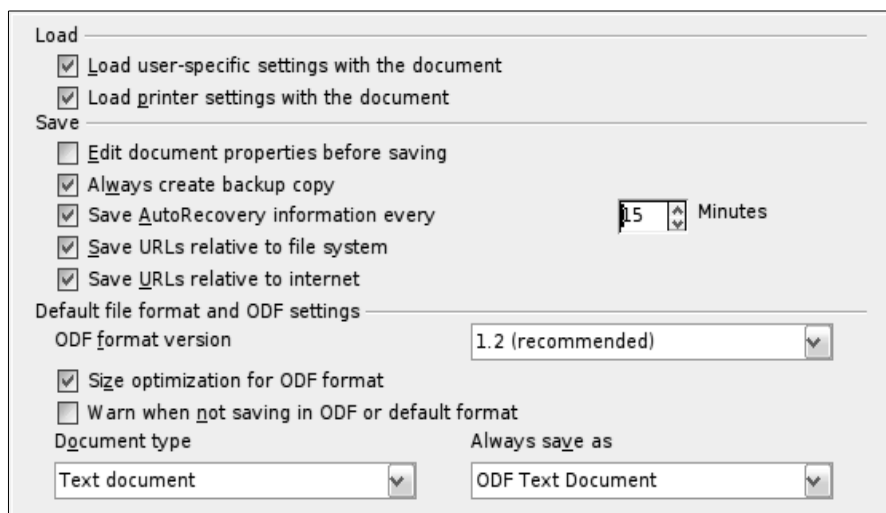 Load
Load user-specific settings with the document
Load printer settings with the document
Save
Edit document properties before saving
Always create backup copy
Save AutoRecovery information every 15 Minutes
Save URLs relative to file system
Save URLs relative to internet
Default file format and ODF settings
ODF format version 1.2 (recommended)
Size optimization for ODF format
Warn when not saving in ODF or default format
Document type Always save as
Text document ODF Text Document